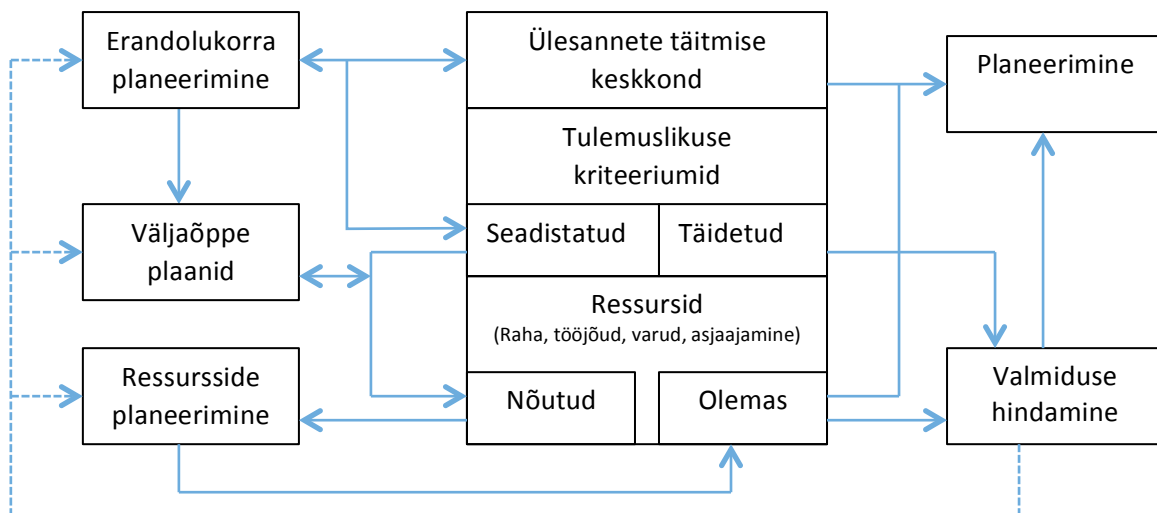 Erandolukorra
planeerimine
Väljaõppe
plaanid
Ressursside
planeerimine
Ülesannete täitmise
keskkond
Tulemuslikuse
kriteeriumid
Seadistatud
Täidetud
Ressursid
(Raha, tööjõud, varud, asjaajamine)
Nõutud
Olemas
Planeerimine
Valmiduse
hindamine